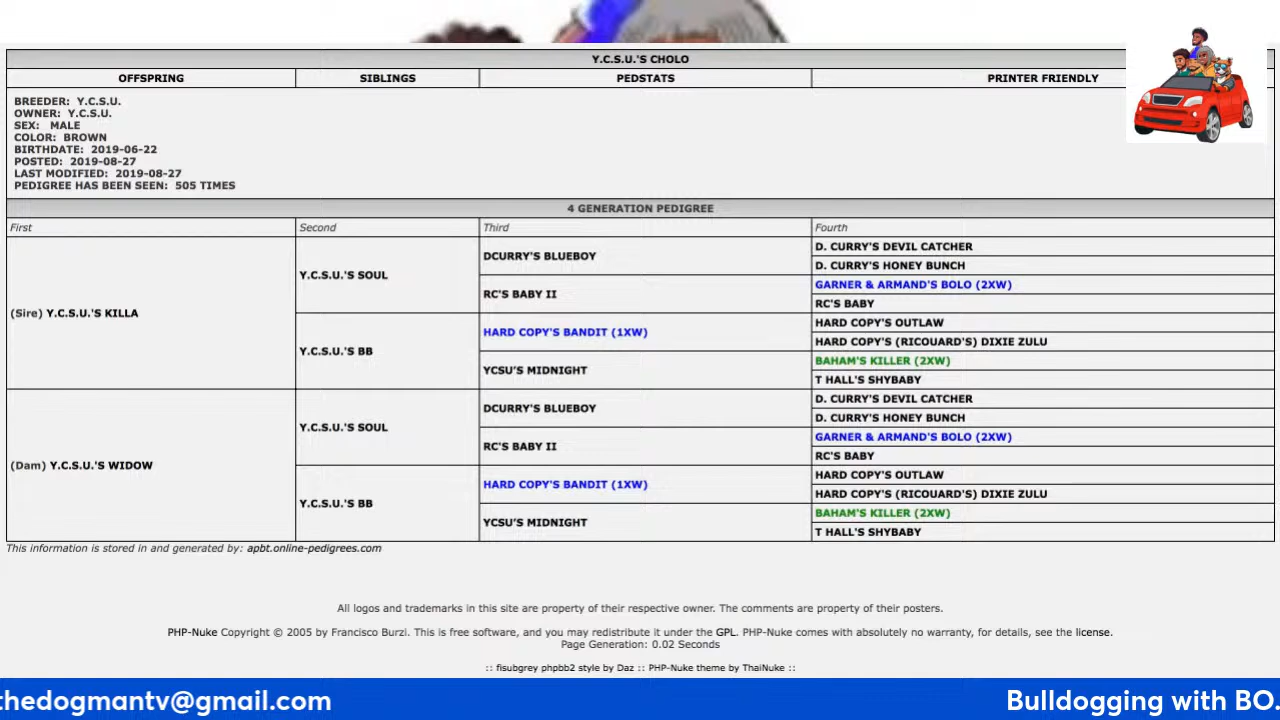 Y.C.S.U.'S CHOLO
OFFSPRING SIBLINGS PEDSTATS PRINTER FRIENDLY
BREEDER: Y.C.S.U.
OWNER: Y.C.S.U.
SEX: MALE
COLOR: BROWN
BIRTHDATE: 2019-06-22
POSTED: 2019-08-27
LAST MODIFIED: 2019-08-27
PEDIGREE HAS BEEN SEEN: 505 TIMES
4 GENERATION PEDIGREE
First Second Third Fourth
(Sire) Y.C.S.U.'S KILLA
Y.C.S.U.'S SOUL
DCURRY'S BLUEBOY
D. CURRY'S DEVIL CATCHER
D. CURRY'S HONEY BUNCH
RC'S BABY II
GARNER & ARMAND'S BOLO (2XW)
RC'S BABY
Y.C.S.U.'S BB
HARD COPY'S BANDIT (1XW)
HARD COPY'S OUTLAW
HARD COPY'S (RICOUARD'S) DIXIE ZULU
YCSU'S MIDNIGHT
BAHAM'S KILLER (2XW)
T HALL'S SHYBABY
(Dam) Y.C.S.U.'S WIDOW
Y.C.S.U.'S SOUL
DCURRY'S BLUEBOY
D. CURRY'S DEVIL CATCHER
D. CURRY'S HONEY BUNCH
RC'S BABY II
GARNER & ARMAND'S BOLO (2XW)
RC'S BABY
Y.C.S.U.'S BB
HARD COPY'S BANDIT (1XW)
HARD COPY'S OUTLAW
HARD COPY'S (RICOUARD'S) DIXIE ZULU
YCSU'S MIDNIGHT
BAHAM'S KILLER (2XW)
T HALL'S SHYBABY
This information is stored in and generated by: apbt.online-pedigrees.com
All logos and trademarks in this site are property of their respective owner. The comments are property of their posters.
PHP-Nuke Copyright © 2005 by Francisco Burzi. This is free software, and you may redistribute it under the GPL. PHP-Nuke comes with absolutely no warranty, for details, see the license.
Page Generation: 0.02 Seconds
:: fisubgrey phpbb2 style by Daz :: PHP-Nuke theme by ThaiNuke ::
thedogmantv@gmail.com Bulldogging with BO.